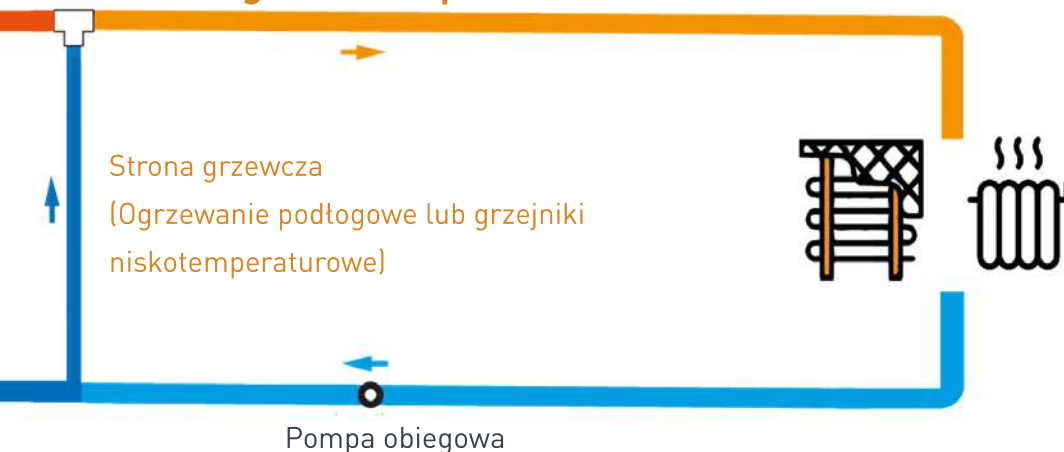 Strona grzewcza
(Ogrzewanie podłogowe lub grzejniki
niskotemperaturowe)
Pompa obiegowa